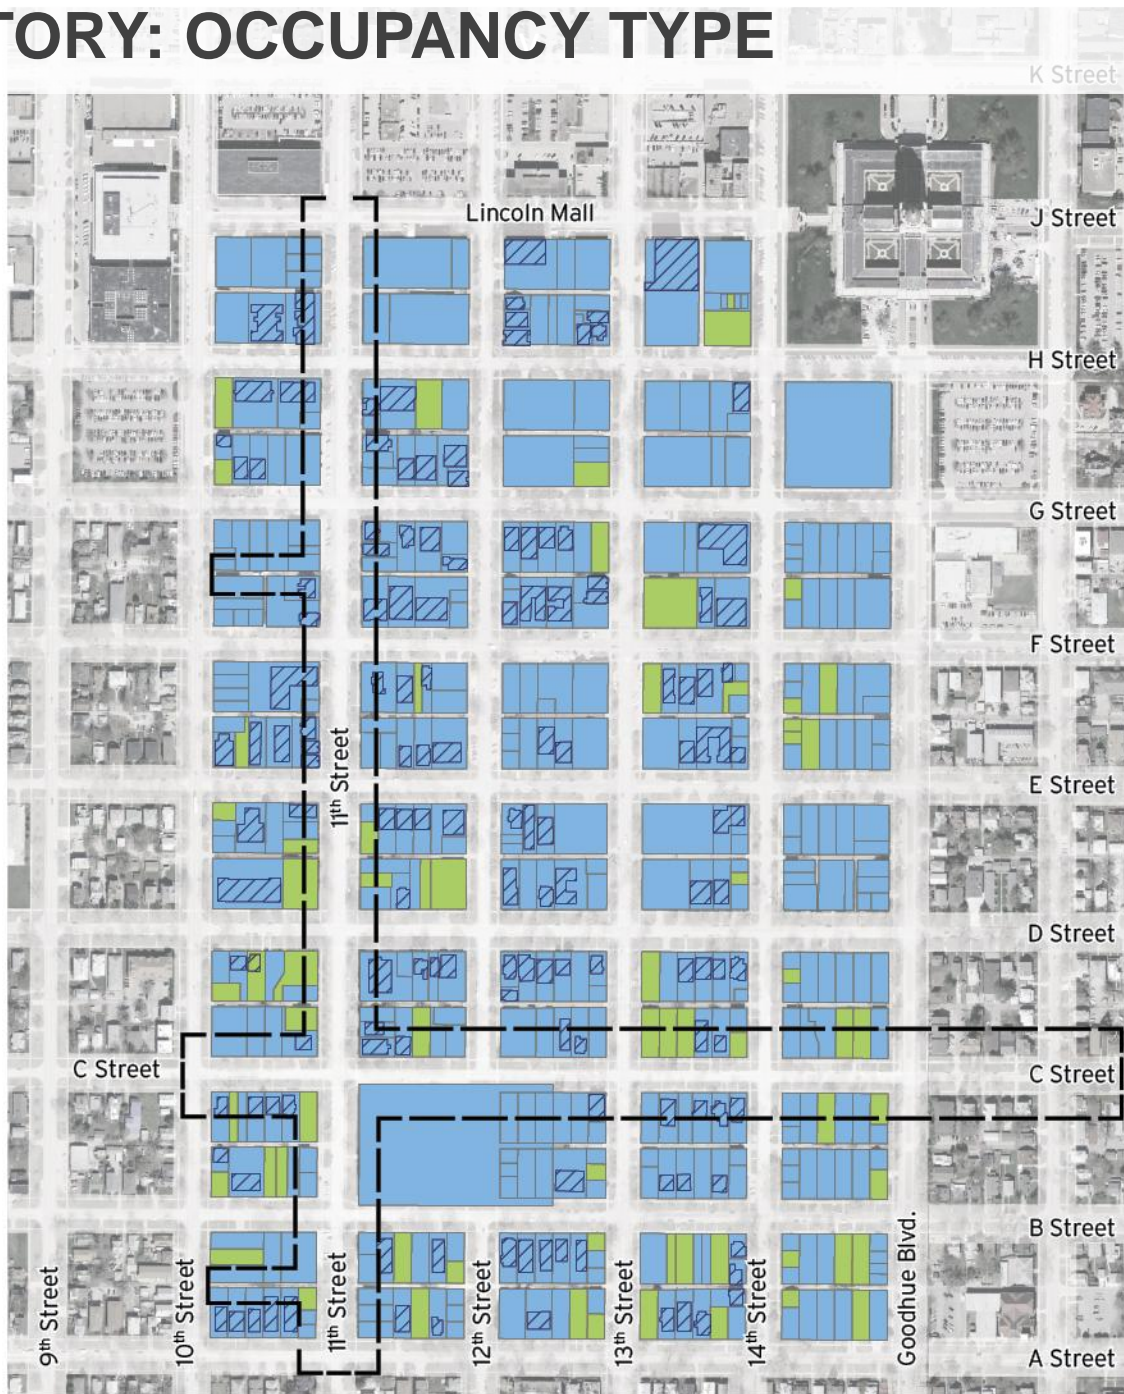 TORY: OCCUPANCY TYPE
K Street
Lincoln Mall
J Street
H Street
G Street
F Street
11th Street
E Street
D Street
C Street
C Street
B Street
9th Street
10th Street
11th Street
12th Street
13th Street
14th Street
Goodhue Blvd.
A Street